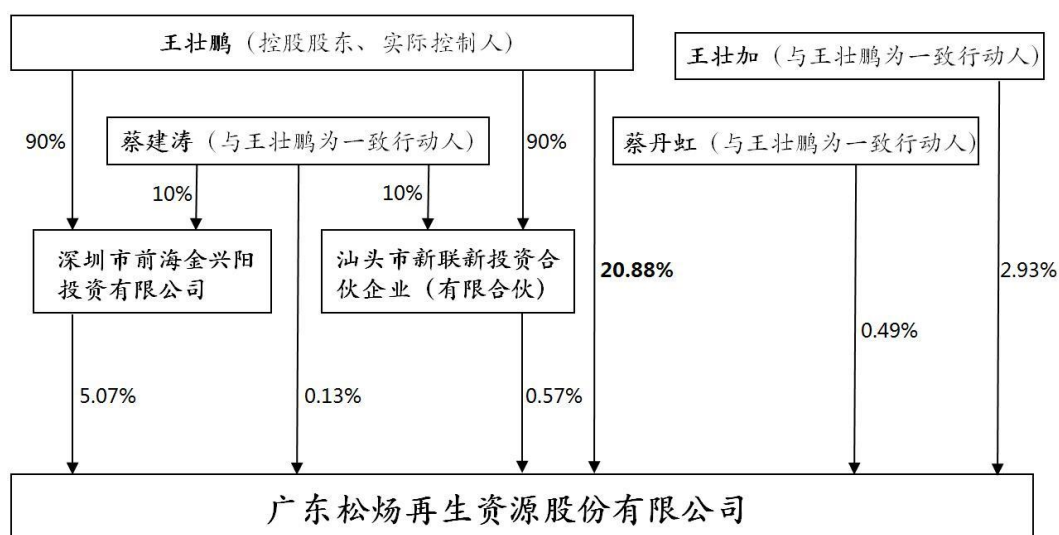 王壮鹏（控股股东、实际控制人）
王壮加（与王壮鹏为一致行动人）
90%
蔡建涛（与王壮鹏为一致行动人）
90%
蔡丹虹（与王壮鹏为一致行动人）
10%
10%
深圳市前海金兴阳
投资有限公司
汕头市新联新投资合
伙企业（有限合伙）
20.88%
2.93%
0.49%
5.07%
0.13%
0.57%
广东松炀再生资源股份有限公司